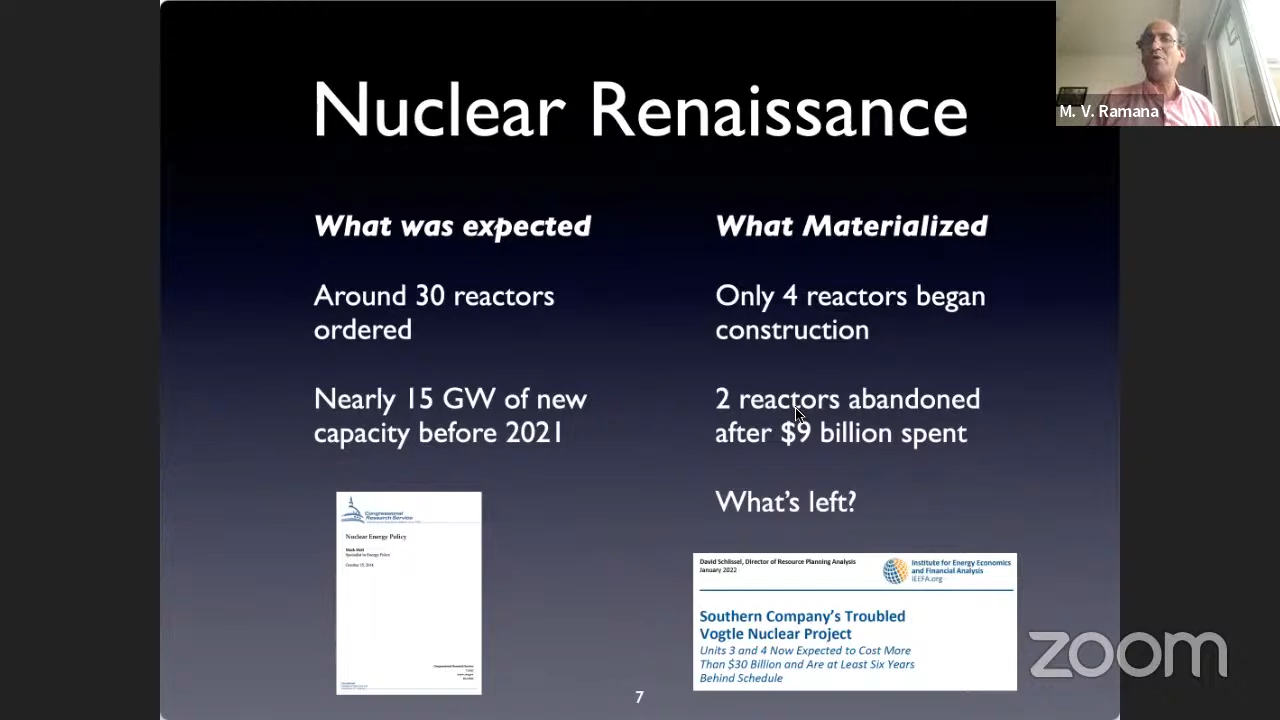 Nuclear Renaissance
M. V. Ramana
What was expected
Around 30 reactors
ordered
Nearly 15 GW of new
capacity before 2021
What Materialized
Only 4 reactors began
construction
2 reactors abandoned
after $9 billion spent
What's left?
Congressional
Research Service
Nuclear Energy Policy
Specialist in Energy Policy
David Schlissel, Director of Resource Planning Analysis
January 2022
Institute for Energy Economics
and Financial Analysis
IEEFA.org
Southern Company's Troubled
Vogtle Nuclear Project
Units 3 and 4 Now Expected to Cost More
Than $30 Billion and Are at Least Six Years
Behind Schedule
7
zoom